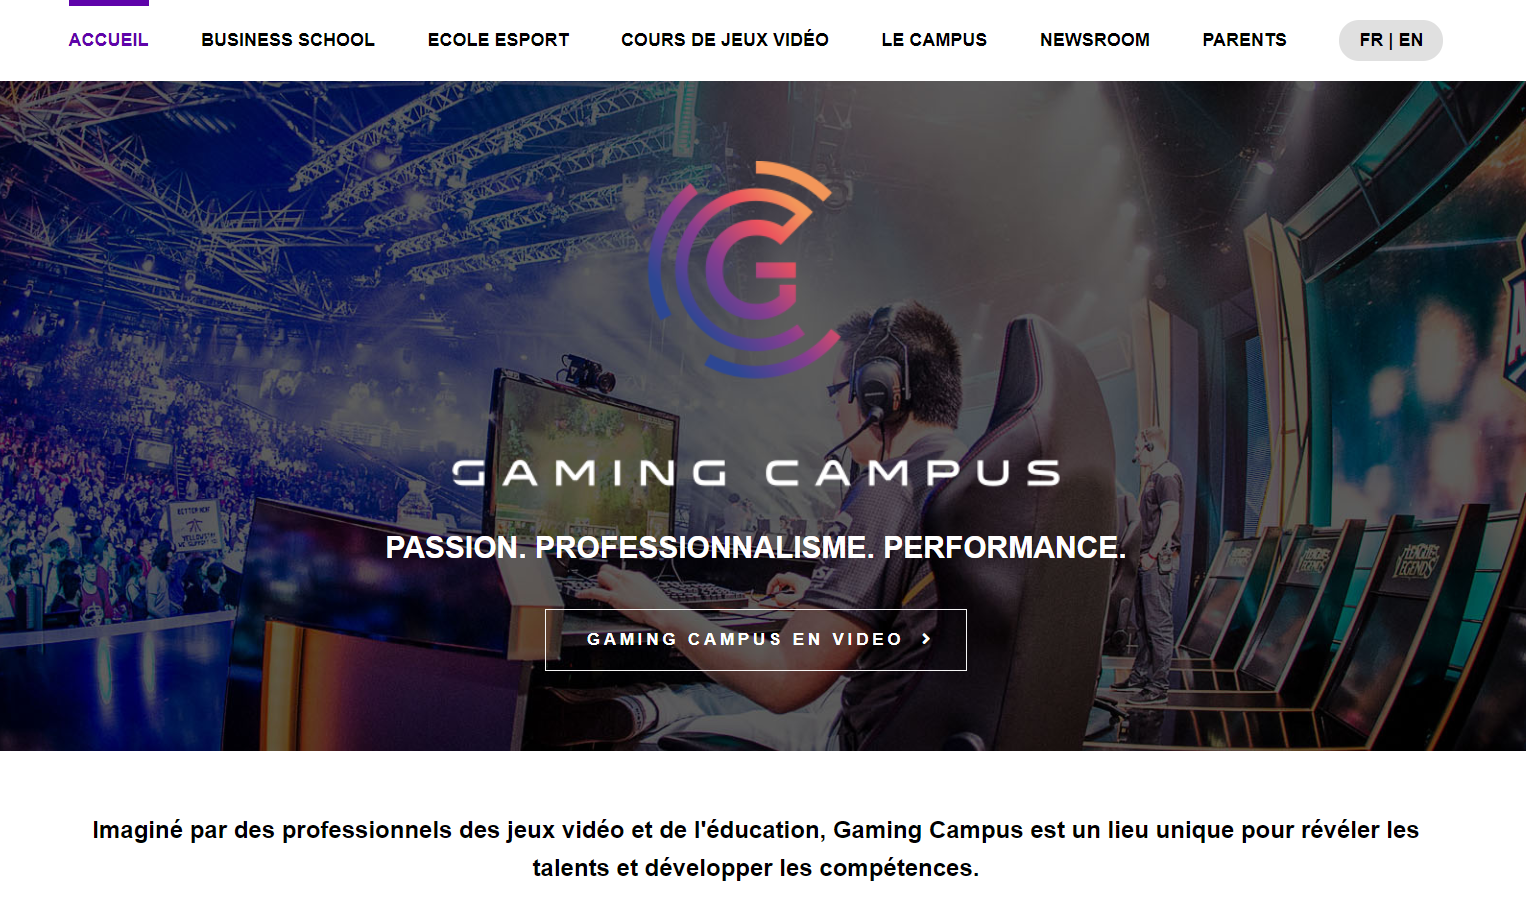 ACCUEIL BUSINESS SCHOOL ECOLE ESPORT COURS DE JEUX VIDÉO LE CAMPUS NEWSROOM PARENTS FR | EN
GAMING CAMPUS
PASSION. PROFESSIONNALISME. PERFORMANCE.
GAMING CAMPUS EN VIDEO
LEAGUE LEGENDS
Imaginé par des professionnels des jeux vidéo et de l'éducation, Gaming Campus est un lieu unique pour révéler les
talents et développer les compétences.